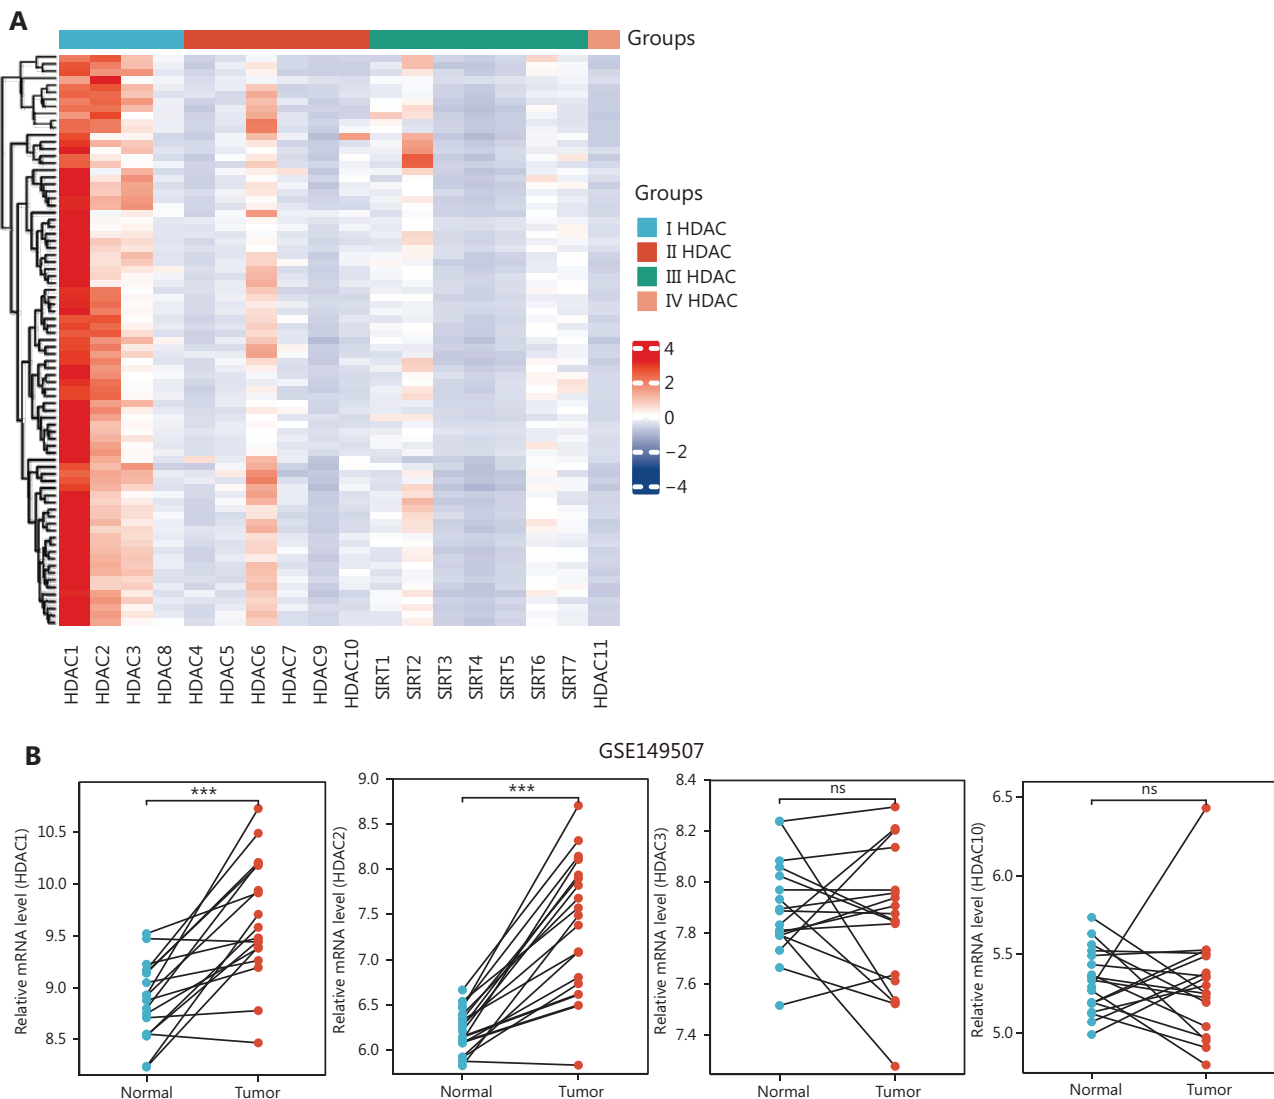 A
Groups
Groups
I HDAC
II HDAC
III HDAC
IV HDAC
4
2
0
−2
−4
HDAC1
HDAC2
HDAC3
HDAC8
HDAC4
HDAC5
HDAC6
HDAC7
HDAC9
HDAC10
SIRT1
SIRT2
SIRT3
SIRT4
SIRT5
SIRT6
SIRT7
HDAC11
B
GSE149507
Relative mRNA level (HDAC1)
10.5
10.0
9.5
9.0
8.5
***
Normal
Tumor
Relative mRNA level (HDAC2)
9.0
8.5
8.0
7.5
7.0
6.5
6.0
***
Normal
Tumor
Relative mRNA level (HDAC3)
8.4
8.2
8.0
7.8
7.6
7.4
ns
Normal
Tumor
Relative mRNA level (HDAC10)
6.5
6.0
5.5
5.0
ns
Normal
Tumor